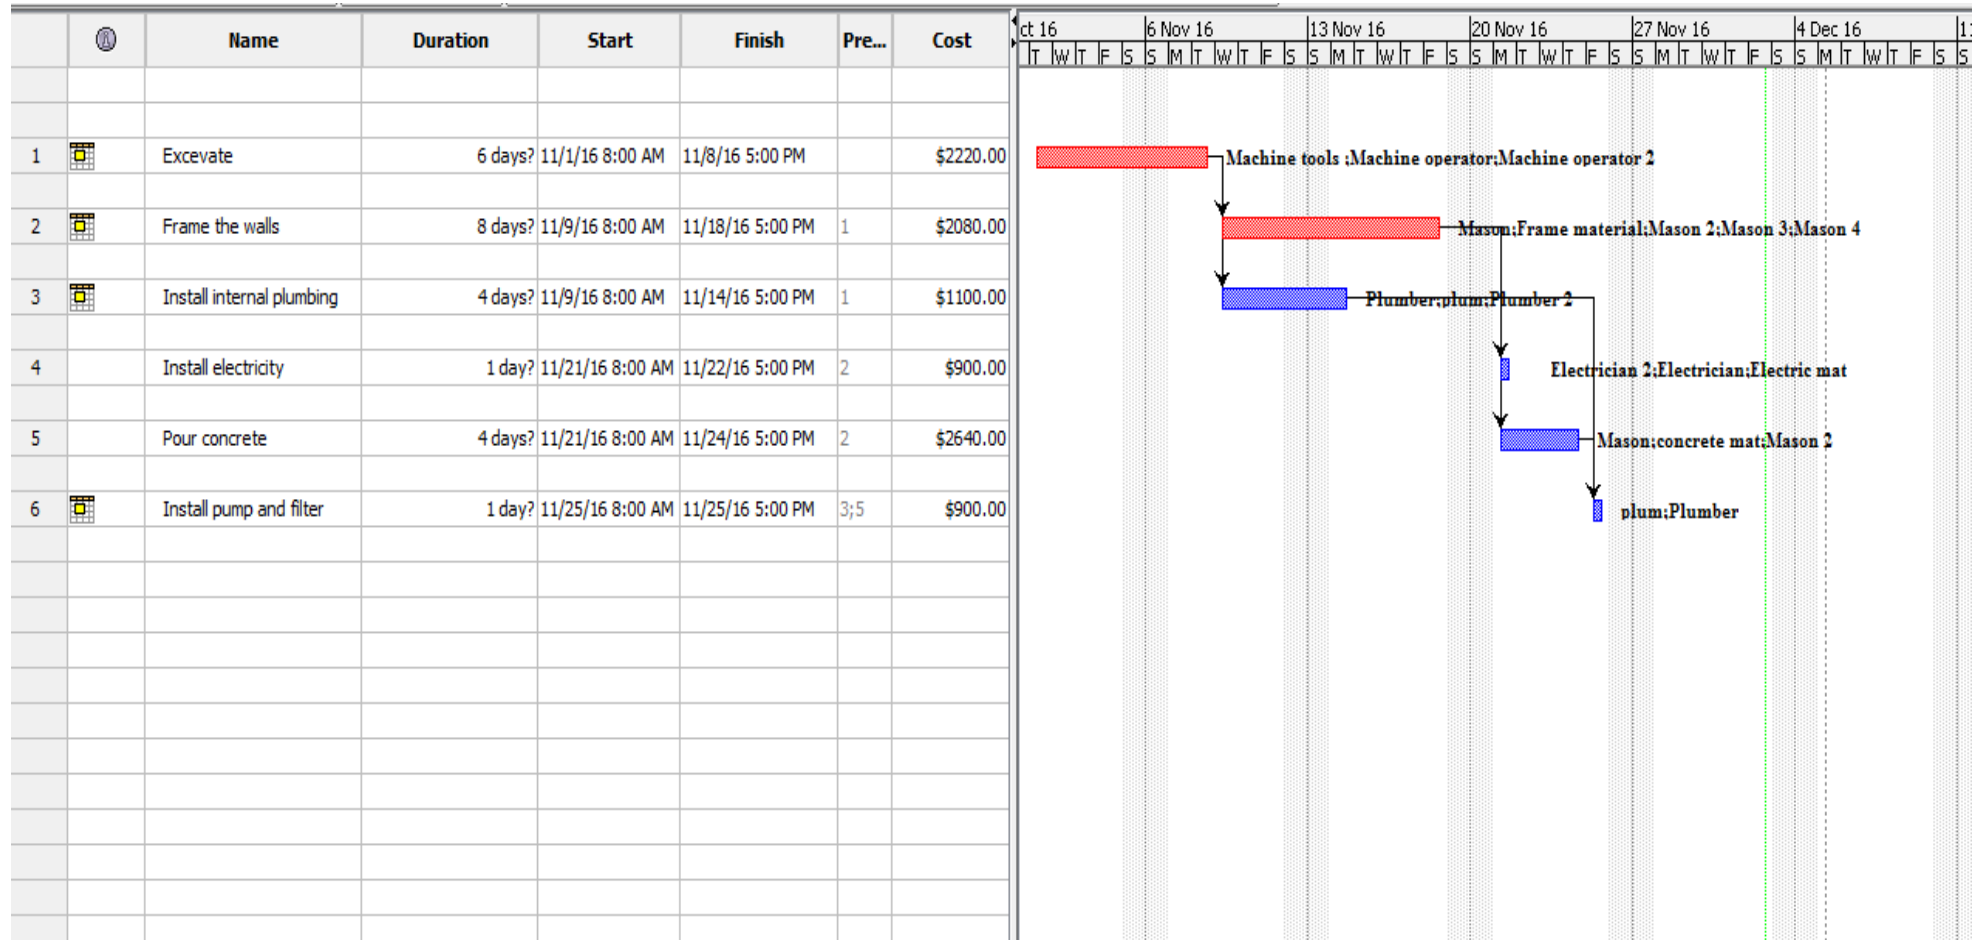 Name Duration Start Finish Pre... Cost
ct 16 6 Nov 16 13 Nov 16 20 Nov 16 27 Nov 16 4 Dec 16 1
T W T F S S M T W T F S S M T W T F S S M T W T F S S M T W T F S S M T W T F S S
1 Excevate 6 days? 11/1/16 8:00 AM 11/8/16 5:00 PM $2220.00 Machine tools ;Machine operator;Machine operator 2
2 Frame the walls 8 days? 11/9/16 8:00 AM 11/18/16 5:00 PM 1 $2080.00 Mason;Frame material;Mason 2;Mason 3;Mason 4
3 Install internal plumbing 4 days? 11/9/16 8:00 AM 11/14/16 5:00 PM 1 $1100.00 Plumber;plum;Plumber 2
4 Install electricity 1 day? 11/21/16 8:00 AM 11/22/16 5:00 PM 2 $900.00 Electrician 2;Electrician;Electric mat
5 Pour concrete 4 days? 11/21/16 8:00 AM 11/24/16 5:00 PM 2 $2640.00 Mason;concrete mat;Mason 2
6 Install pump and filter 1 day? 11/25/16 8:00 AM 11/25/16 5:00 PM 3;5 $900.00 plum;Plumber